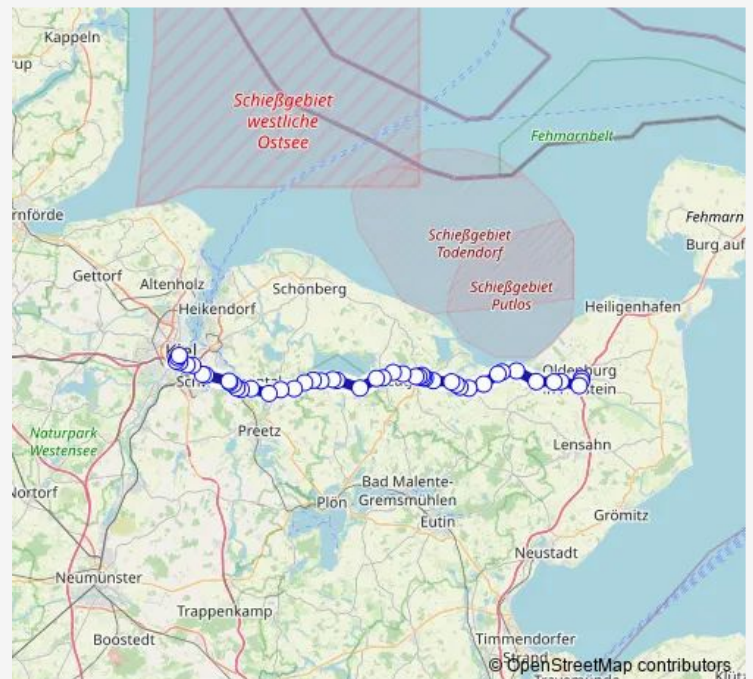 Kappeln
Schießgebiet
westliche
Ostsee
Fehmarnbelt
rnförde
Fehmarn
Schießgebiet
Todendorf
Burg auf
Gettorf
Altenholz
Schönberg
Schießgebiet
Putlos
Heikendorf
Heiligenhafen
Kiel
Oldenburg
Preetz
Naturpark
Westensee
Lensahn
Nortorf
Bad Malente-
Gremsmühlen
Plön
Grömitz
Eutin
Neustadt
Neumünster
Trappenkamp
Boostedt
Timmendorfer
Strand
© OpenStreetMap contributors